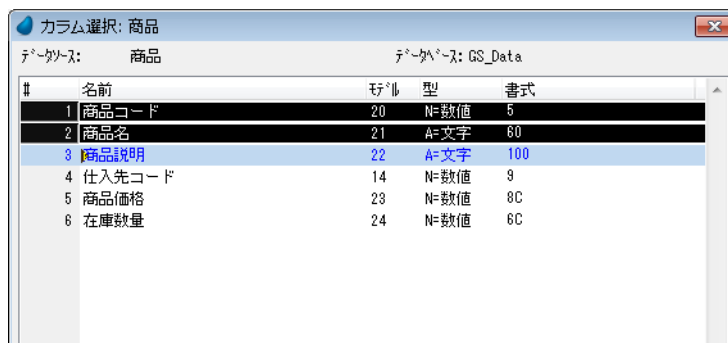 カラム選択: 商品
ﾃﾞｰﾀｿｰｽ: 商品 ﾃﾞｰﾀﾍﾞｰｽ: GS_Data
# 名前 ﾓﾃﾞﾙ 型 書式
1 商品コード 20 N=数値 5
2 商品名 21 A=文字 60
3 商品説明 22 A=文字 100
4 仕入先コード 14 N=数値 9
5 商品価格 23 N=数値 8C
6 在庫数量 24 N=数値 6C